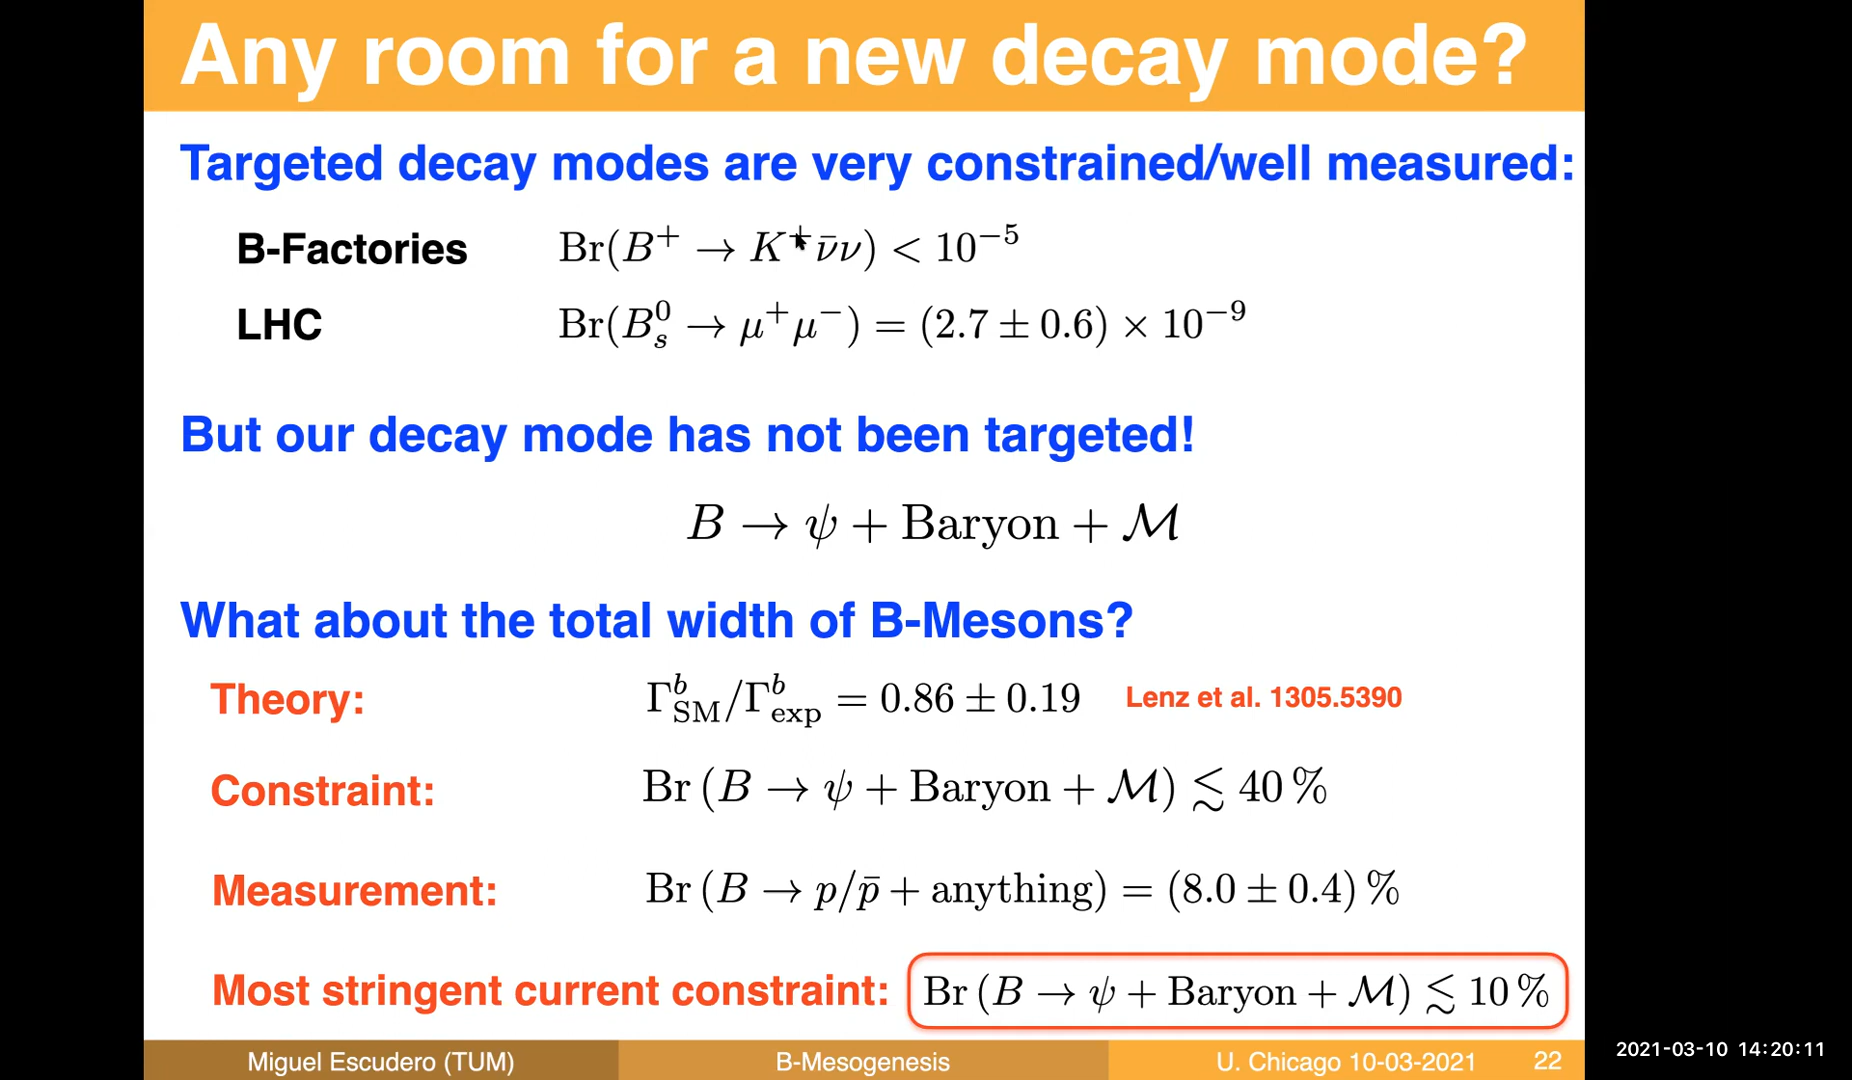 Any room for a new decay mode?
Targeted decay modes are very constrained/well measured:
B-Factories Br(B⁺ → K⁺ν̄ν) < 10⁻⁵
LHC Br(B⁰ₛ → μ⁺μ⁻) = (2.7 ± 0.6) × 10⁻⁹
But our decay mode has not been targeted!
B → ψ + Baryon + ℳ
What about the total width of B-Mesons?
Theory: Γᵇ_SM/Γᵇ_exp = 0.86 ± 0.19 Lenz et al. 1305.5390
Constraint: Br (B → ψ + Baryon + ℳ) ≲ 40 %
Measurement: Br (B → p/p̄ + anything) = (8.0 ± 0.4) %
Most stringent current constraint: Br (B → ψ + Baryon + ℳ) ≲ 10 %
Miguel Escudero (TUM) B-Mesogenesis U. Chicago 10-03-2021 22
2021-03-10 14:20:11